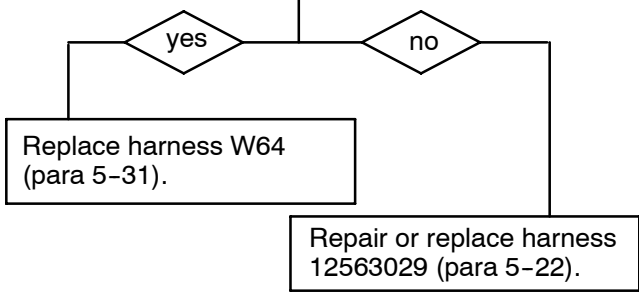 yes
no
Replace harness W64
(para 5-31).
Repair or replace harness
12563029 (para 5-22).